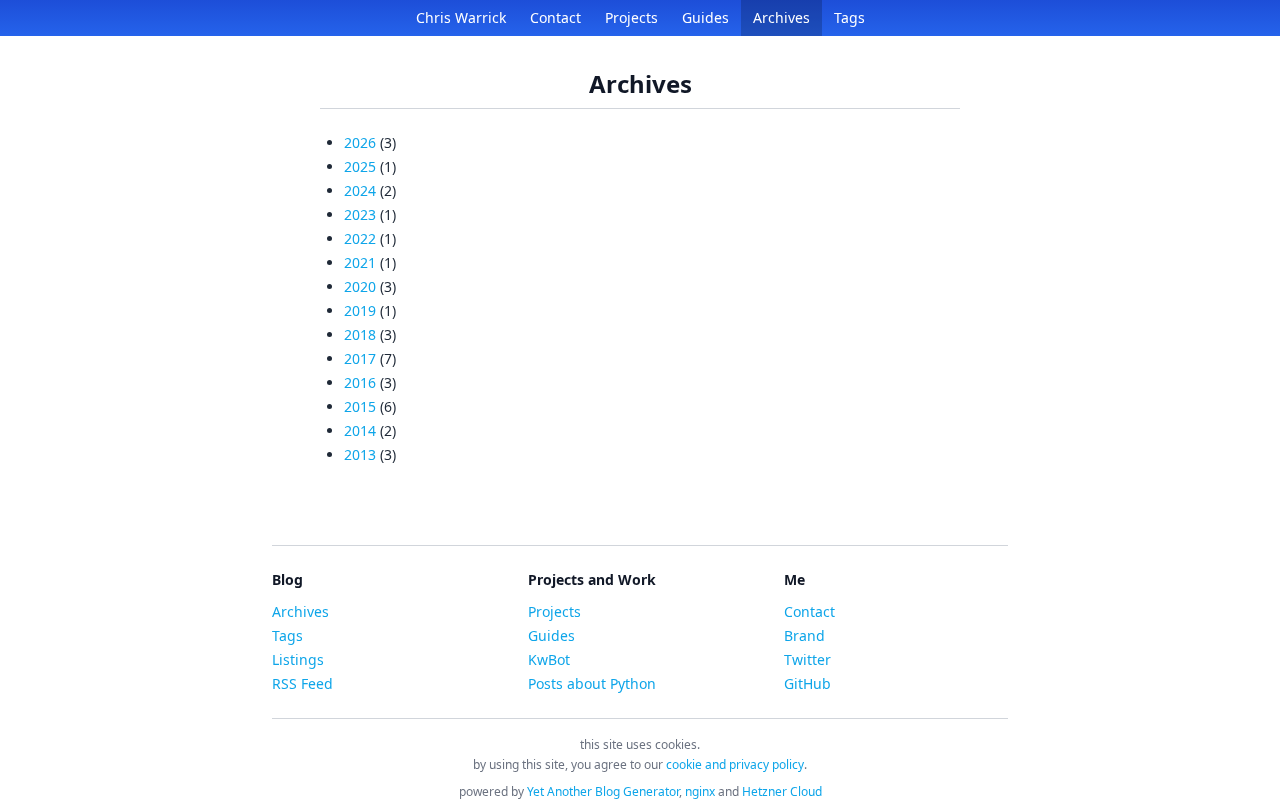 Chris Warrick Contact Projects Guides Archives Tags
Archives
2026 (3)
2025 (1)
2024 (2)
2023 (1)
2022 (1)
2021 (1)
2020 (3)
2019 (1)
2018 (3)
2017 (7)
2016 (3)
2015 (6)
2014 (2)
2013 (3)
Blog
Archives
Tags
Listings
RSS Feed
Projects and Work
Projects
Guides
KwBot
Posts about Python
Me
Contact
Brand
Twitter
GitHub
this site uses cookies.
by using this site, you agree to our cookie and privacy policy.
powered by Yet Another Blog Generator, nginx and Hetzner Cloud